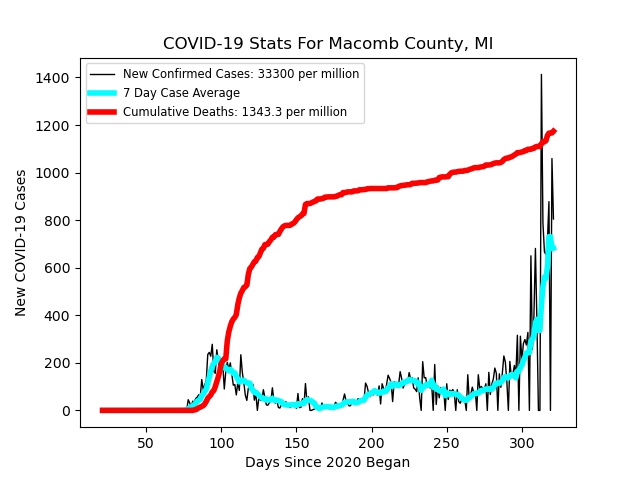 COVID-19 Stats For Macomb County, MI
New Confirmed Cases: 33300 per million
7 Day Case Average
Cumulative Deaths: 1343.3 per million
New COVID-19 Cases
1400
1200
1000
800
600
400
200
0
50 100 150 200 250 300
Days Since 2020 Began